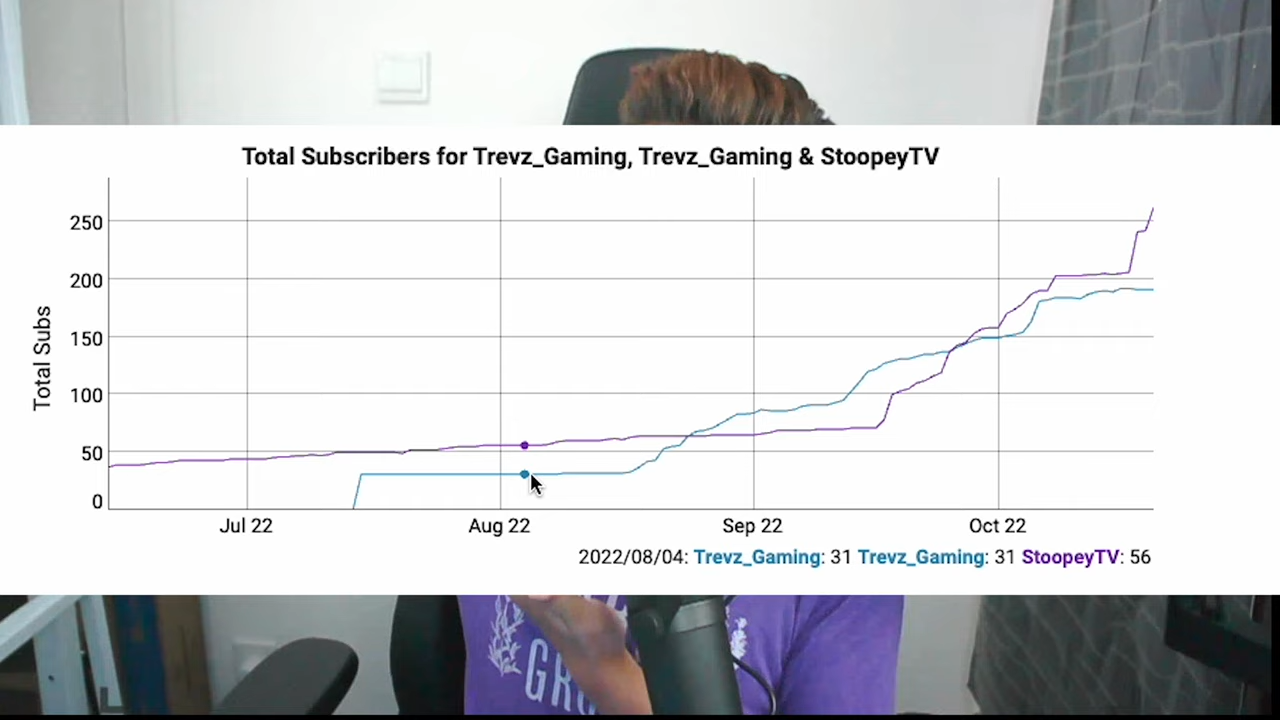 Total Subscribers for Trevz_Gaming, Trevz_Gaming & StoopeyTV
Total Subs
250
200
150
100
50
0
Jul 22 Aug 22 Sep 22 Oct 22
2022/08/04: Trevz_Gaming: 31 Trevz_Gaming: 31 StoopeyTV: 56